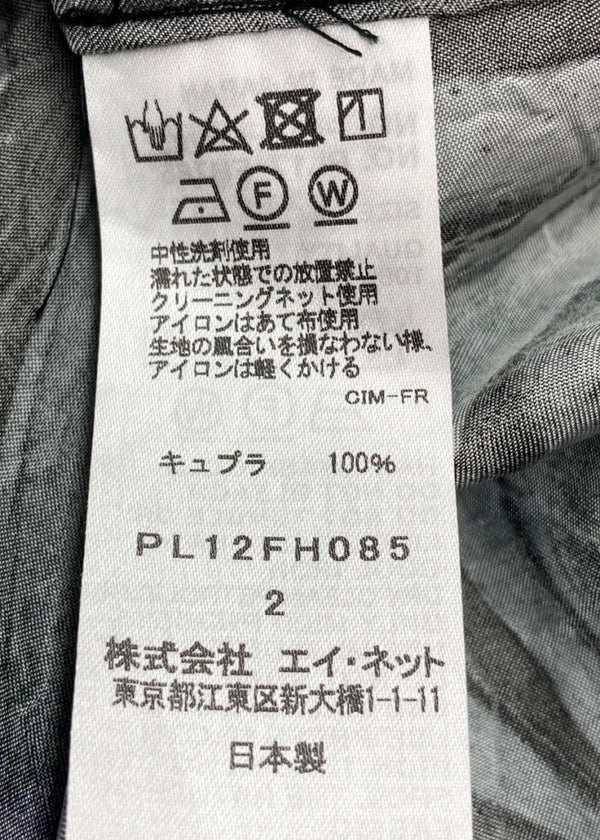 F W
中性洗剤使用
濡れた状態での放置禁止
クリーニングネット使用
アイロンはあて布使用
生地の風合いを損なわない様、
アイロンは軽くかける
CIM-FR
キュプラ 100%
PL12FH085
2
株式会社 エイ・ネット
東京都江東区新大橋1-1-11
日本製